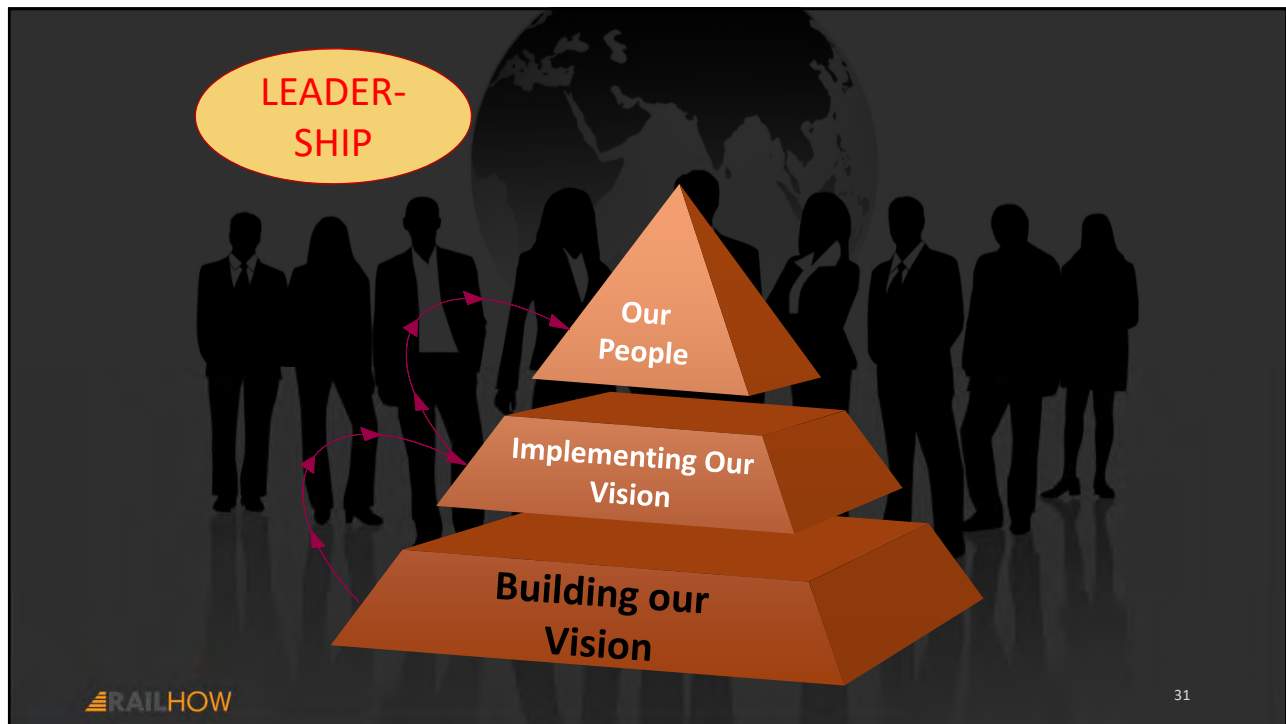 LEADER-
SHIP
Our
People
Implementing Our
Vision
Building our
Vision
RAILHOW
31